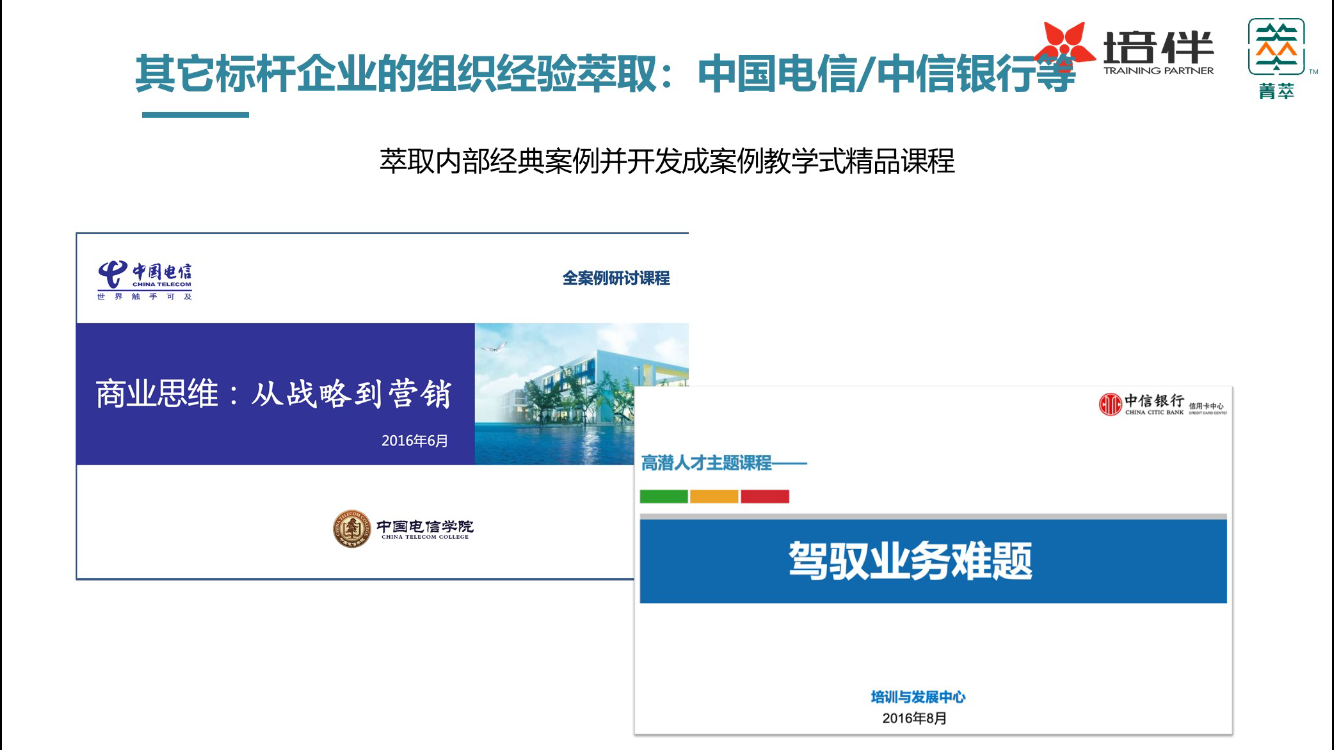 其它标杆企业的组织经验萃取：中国电信/中信银行等
培伴
TRAINING PARTNER
TM
菁萃
萃取内部经典案例并开发成案例教学式精品课程
中国电信
CHINA TELECOM
世界触手可及
全案例研讨课程
商业思维：从战略到营销
2016年6月
中国电信学院
CHINA TELECOM COLLEGE
中信银行 信用卡中心
CHINA CITIC BANK CREDIT CARD CENTER
高潜人才主题课程——
驾驭业务难题
培训与发展中心
2016年8月